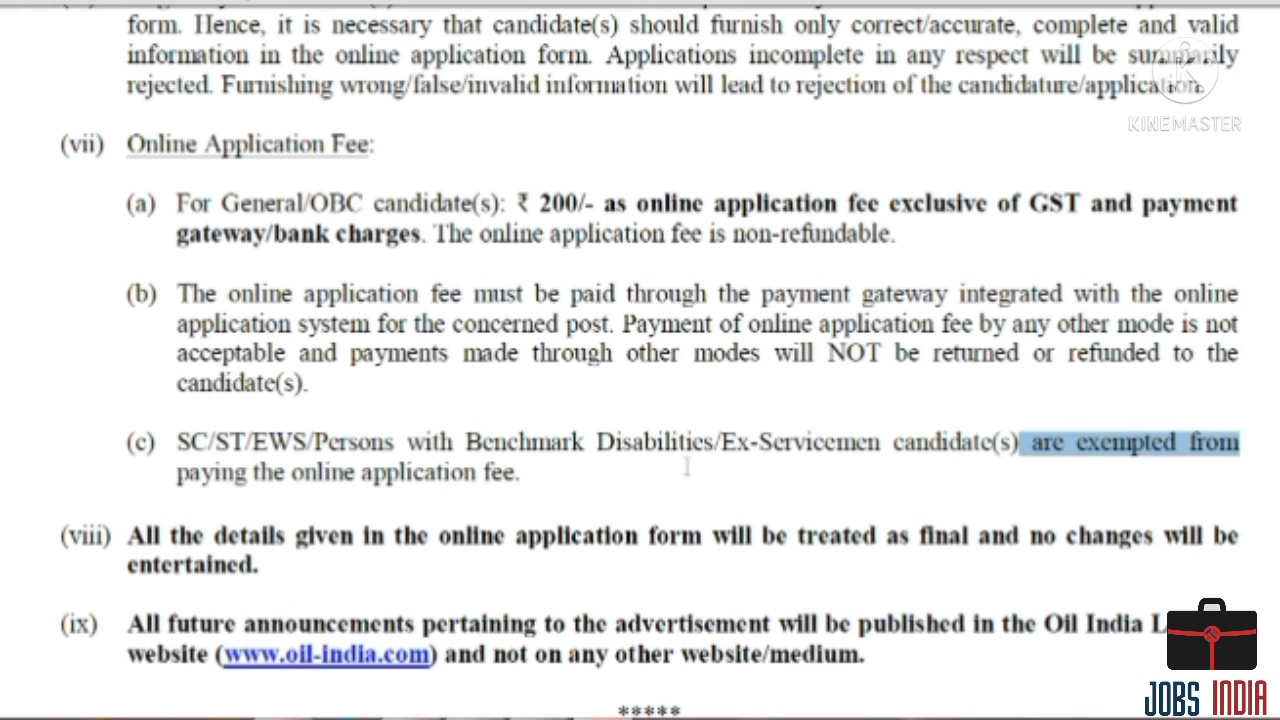 form. Hence, it is necessary that candidate(s) should furnish only correct/accurate, complete and valid
information in the online application form. Applications incomplete in any respect will be summarily
rejected. Furnishing wrong/false/invalid information will lead to rejection of the candidature/application.
KINEMASTER
(vii) Online Application Fee:
(a) For General/OBC candidate(s): ₹ 200/- as online application fee exclusive of GST and payment
gateway/bank charges. The online application fee is non-refundable.
(b) The online application fee must be paid through the payment gateway integrated with the online
application system for the concerned post. Payment of online application fee by any other mode is not
acceptable and payments made through other modes will NOT be returned or refunded to the
candidate(s).
(c) SC/ST/EWS/Persons with Benchmark Disabilities/Ex-Servicemen candidate(s) are exempted from
paying the online application fee.
(viii) All the details given in the online application form will be treated as final and no changes will be
entertained.
(ix) All future announcements pertaining to the advertisement will be published in the Oil India L
website (www.oil-india.com) and not on any other website/medium.
*****
JOBS INDIA